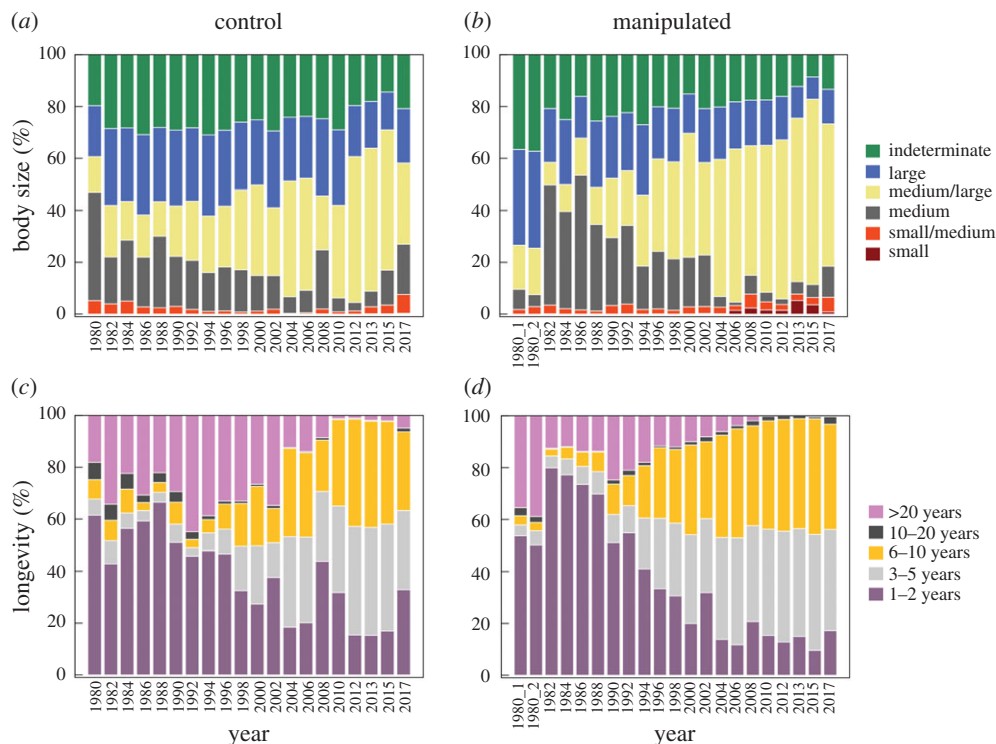 (a) control
(b) manipulated
body size (%)
100
80
60
40
20
0
100
80
60
40
20
0
1980 1982 1984 1986 1988 1990 1992 1994 1996 1998 2000 2002 2004 2006 2008 2010 2012 2013 2015 2017
1980_1 1980_2 1982 1984 1986 1988 1990 1992 1994 1996 1998 2000 2002 2004 2006 2008 2010 2012 2013 2015 2017
indeterminate
large
medium/large
medium
small/medium
small
(c)
(d)
longevity (%)
100
80
60
40
20
0
100
80
60
40
20
0
1980 1982 1984 1986 1988 1990 1992 1994 1996 1998 2000 2002 2004 2006 2008 2010 2012 2013 2015 2017
1980_1 1980_2 1982 1984 1986 1988 1990 1992 1994 1996 1998 2000 2002 2004 2006 2008 2010 2012 2013 2015 2017
>20 years
10–20 years
6–10 years
3–5 years
1–2 years
year
year